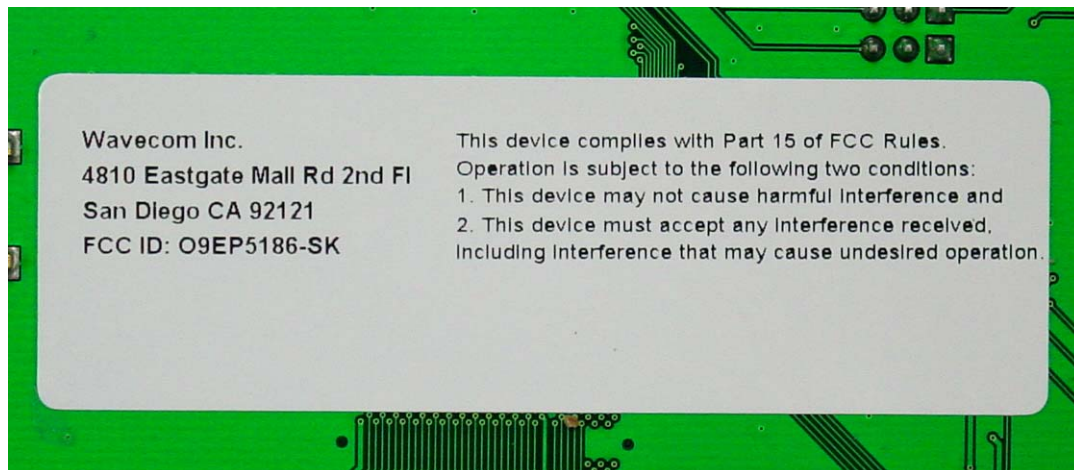 Wavecom Inc.
4810 Eastgate Mall Rd 2nd Fl
San Diego CA 92121
FCC ID: O9EP5186-SK
This device complies with Part 15 of FCC Rules.
Operation is subject to the following two conditions:
1. This device may not cause harmful interference and
2. This device must accept any interference received,
including interference that may cause undesired operation.